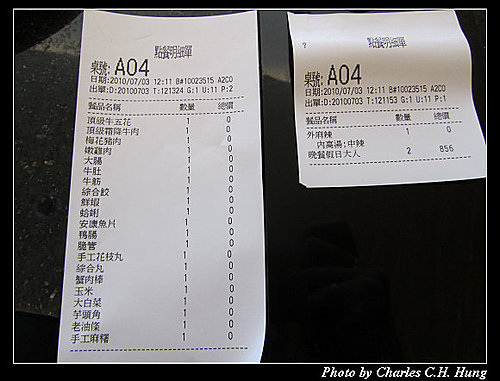 點餐明細單
桌號: A04
日期:2010/07/03 12:11 B#10023515 A2CO
出單:D:20100703 T:121324 G:1 U:11 P:2
餐品名稱 數量 總價
頂級牛五花 1 0
頂級霜降牛肉 1 0
梅花豬肉 1 0
嫩雞肉 1 0
大腸 1 0
牛肚 1 0
牛筋 1 0
綜合餃 1 0
鮮蝦 1 0
蛤蜊 1 0
安康魚片 1 0
鴨腸 1 0
脆管 1 0
手工花枝丸 1 0
綜合丸 1 0
蟹肉棒 1 0
玉米 1 0
大白菜 1 0
芋頭角 1 0
老油條 1 0
手工麻糬 1 0
?
點餐明細單
桌號: A04
日期:2010/07/03 12:11 B#10023515 A2CO
出單:D:20100703 T:121153 G:1 U:11 P:1
餐品名稱 數量 總價
外麻辣 1 0
內高湯:中辣
晚餐假日大人 2 856
Photo by Charles C.H. Hung